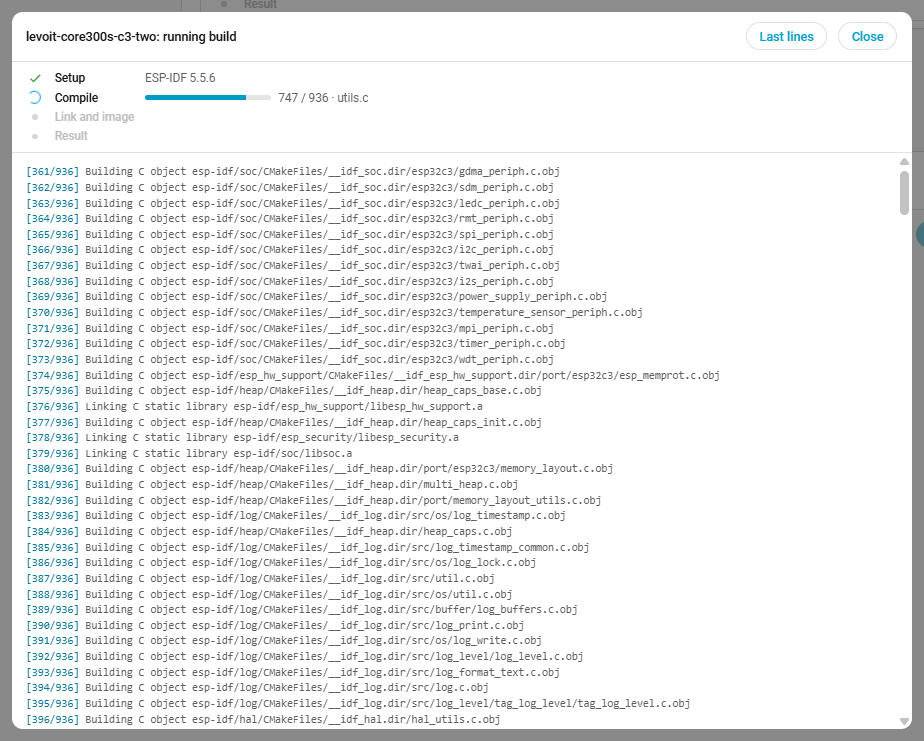 Result
levoit-core300s-c3-two: running build
Last lines
Close
Setup
ESP-IDF 5.5.6
Compile
747 / 936 · utils.c
Link and image
Result
[361/936] Building C object esp-idf/soc/CMakeFiles/__idf_soc.dir/esp32c3/gdma_periph.c.obj
[362/936] Building C object esp-idf/soc/CMakeFiles/__idf_soc.dir/esp32c3/sdm_periph.c.obj
[363/936] Building C object esp-idf/soc/CMakeFiles/__idf_soc.dir/esp32c3/ledc_periph.c.obj
[364/936] Building C object esp-idf/soc/CMakeFiles/__idf_soc.dir/esp32c3/rmt_periph.c.obj
[365/936] Building C object esp-idf/soc/CMakeFiles/__idf_soc.dir/esp32c3/spi_periph.c.obj
[366/936] Building C object esp-idf/soc/CMakeFiles/__idf_soc.dir/esp32c3/i2c_periph.c.obj
[367/936] Building C object esp-idf/soc/CMakeFiles/__idf_soc.dir/esp32c3/twai_periph.c.obj
[368/936] Building C object esp-idf/soc/CMakeFiles/__idf_soc.dir/esp32c3/i2s_periph.c.obj
[369/936] Building C object esp-idf/soc/CMakeFiles/__idf_soc.dir/esp32c3/power_supply_periph.c.obj
[370/936] Building C object esp-idf/soc/CMakeFiles/__idf_soc.dir/esp32c3/temperature_sensor_periph.c.obj
[371/936] Building C object esp-idf/soc/CMakeFiles/__idf_soc.dir/esp32c3/mpi_periph.c.obj
[372/936] Building C object esp-idf/soc/CMakeFiles/__idf_soc.dir/esp32c3/timer_periph.c.obj
[373/936] Building C object esp-idf/soc/CMakeFiles/__idf_soc.dir/esp32c3/wdt_periph.c.obj
[374/936] Building C object esp-idf/esp_hw_support/CMakeFiles/__idf_esp_hw_support.dir/port/esp32c3/esp_memprot.c.obj
[375/936] Building C object esp-idf/heap/CMakeFiles/__idf_heap.dir/heap_caps_base.c.obj
[376/936] Linking C static library esp-idf/esp_hw_support/libesp_hw_support.a
[377/936] Building C object esp-idf/heap/CMakeFiles/__idf_heap.dir/heap_caps_init.c.obj
[378/936] Linking C static library esp-idf/esp_security/libesp_security.a
[379/936] Linking C static library esp-idf/soc/libsoc.a
[380/936] Building C object esp-idf/heap/CMakeFiles/__idf_heap.dir/port/esp32c3/memory_layout.c.obj
[381/936] Building C object esp-idf/heap/CMakeFiles/__idf_heap.dir/multi_heap.c.obj
[382/936] Building C object esp-idf/heap/CMakeFiles/__idf_heap.dir/port/memory_layout_utils.c.obj
[383/936] Building C object esp-idf/log/CMakeFiles/__idf_log.dir/src/os/log_timestamp.c.obj
[384/936] Building C object esp-idf/heap/CMakeFiles/__idf_heap.dir/heap_caps.c.obj
[385/936] Building C object esp-idf/log/CMakeFiles/__idf_log.dir/src/log_timestamp_common.c.obj
[386/936] Building C object esp-idf/log/CMakeFiles/__idf_log.dir/src/os/log_lock.c.obj
[387/936] Building C object esp-idf/log/CMakeFiles/__idf_log.dir/src/util.c.obj
[388/936] Building C object esp-idf/log/CMakeFiles/__idf_log.dir/src/os/util.c.obj
[389/936] Building C object esp-idf/log/CMakeFiles/__idf_log.dir/src/buffer/log_buffers.c.obj
[390/936] Building C object esp-idf/log/CMakeFiles/__idf_log.dir/src/log_print.c.obj
[391/936] Building C object esp-idf/log/CMakeFiles/__idf_log.dir/src/os/log_write.c.obj
[392/936] Building C object esp-idf/log/CMakeFiles/__idf_log.dir/src/log_level/log_level.c.obj
[393/936] Building C object esp-idf/log/CMakeFiles/__idf_log.dir/src/log_format_text.c.obj
[394/936] Building C object esp-idf/log/CMakeFiles/__idf_log.dir/src/log.c.obj
[395/936] Building C object esp-idf/log/CMakeFiles/__idf_log.dir/src/log_level/tag_log_level/tag_log_level.c.obj
[396/936] Building C object esp-idf/hal/CMakeFiles/__idf_hal.dir/hal_utils.c.obj